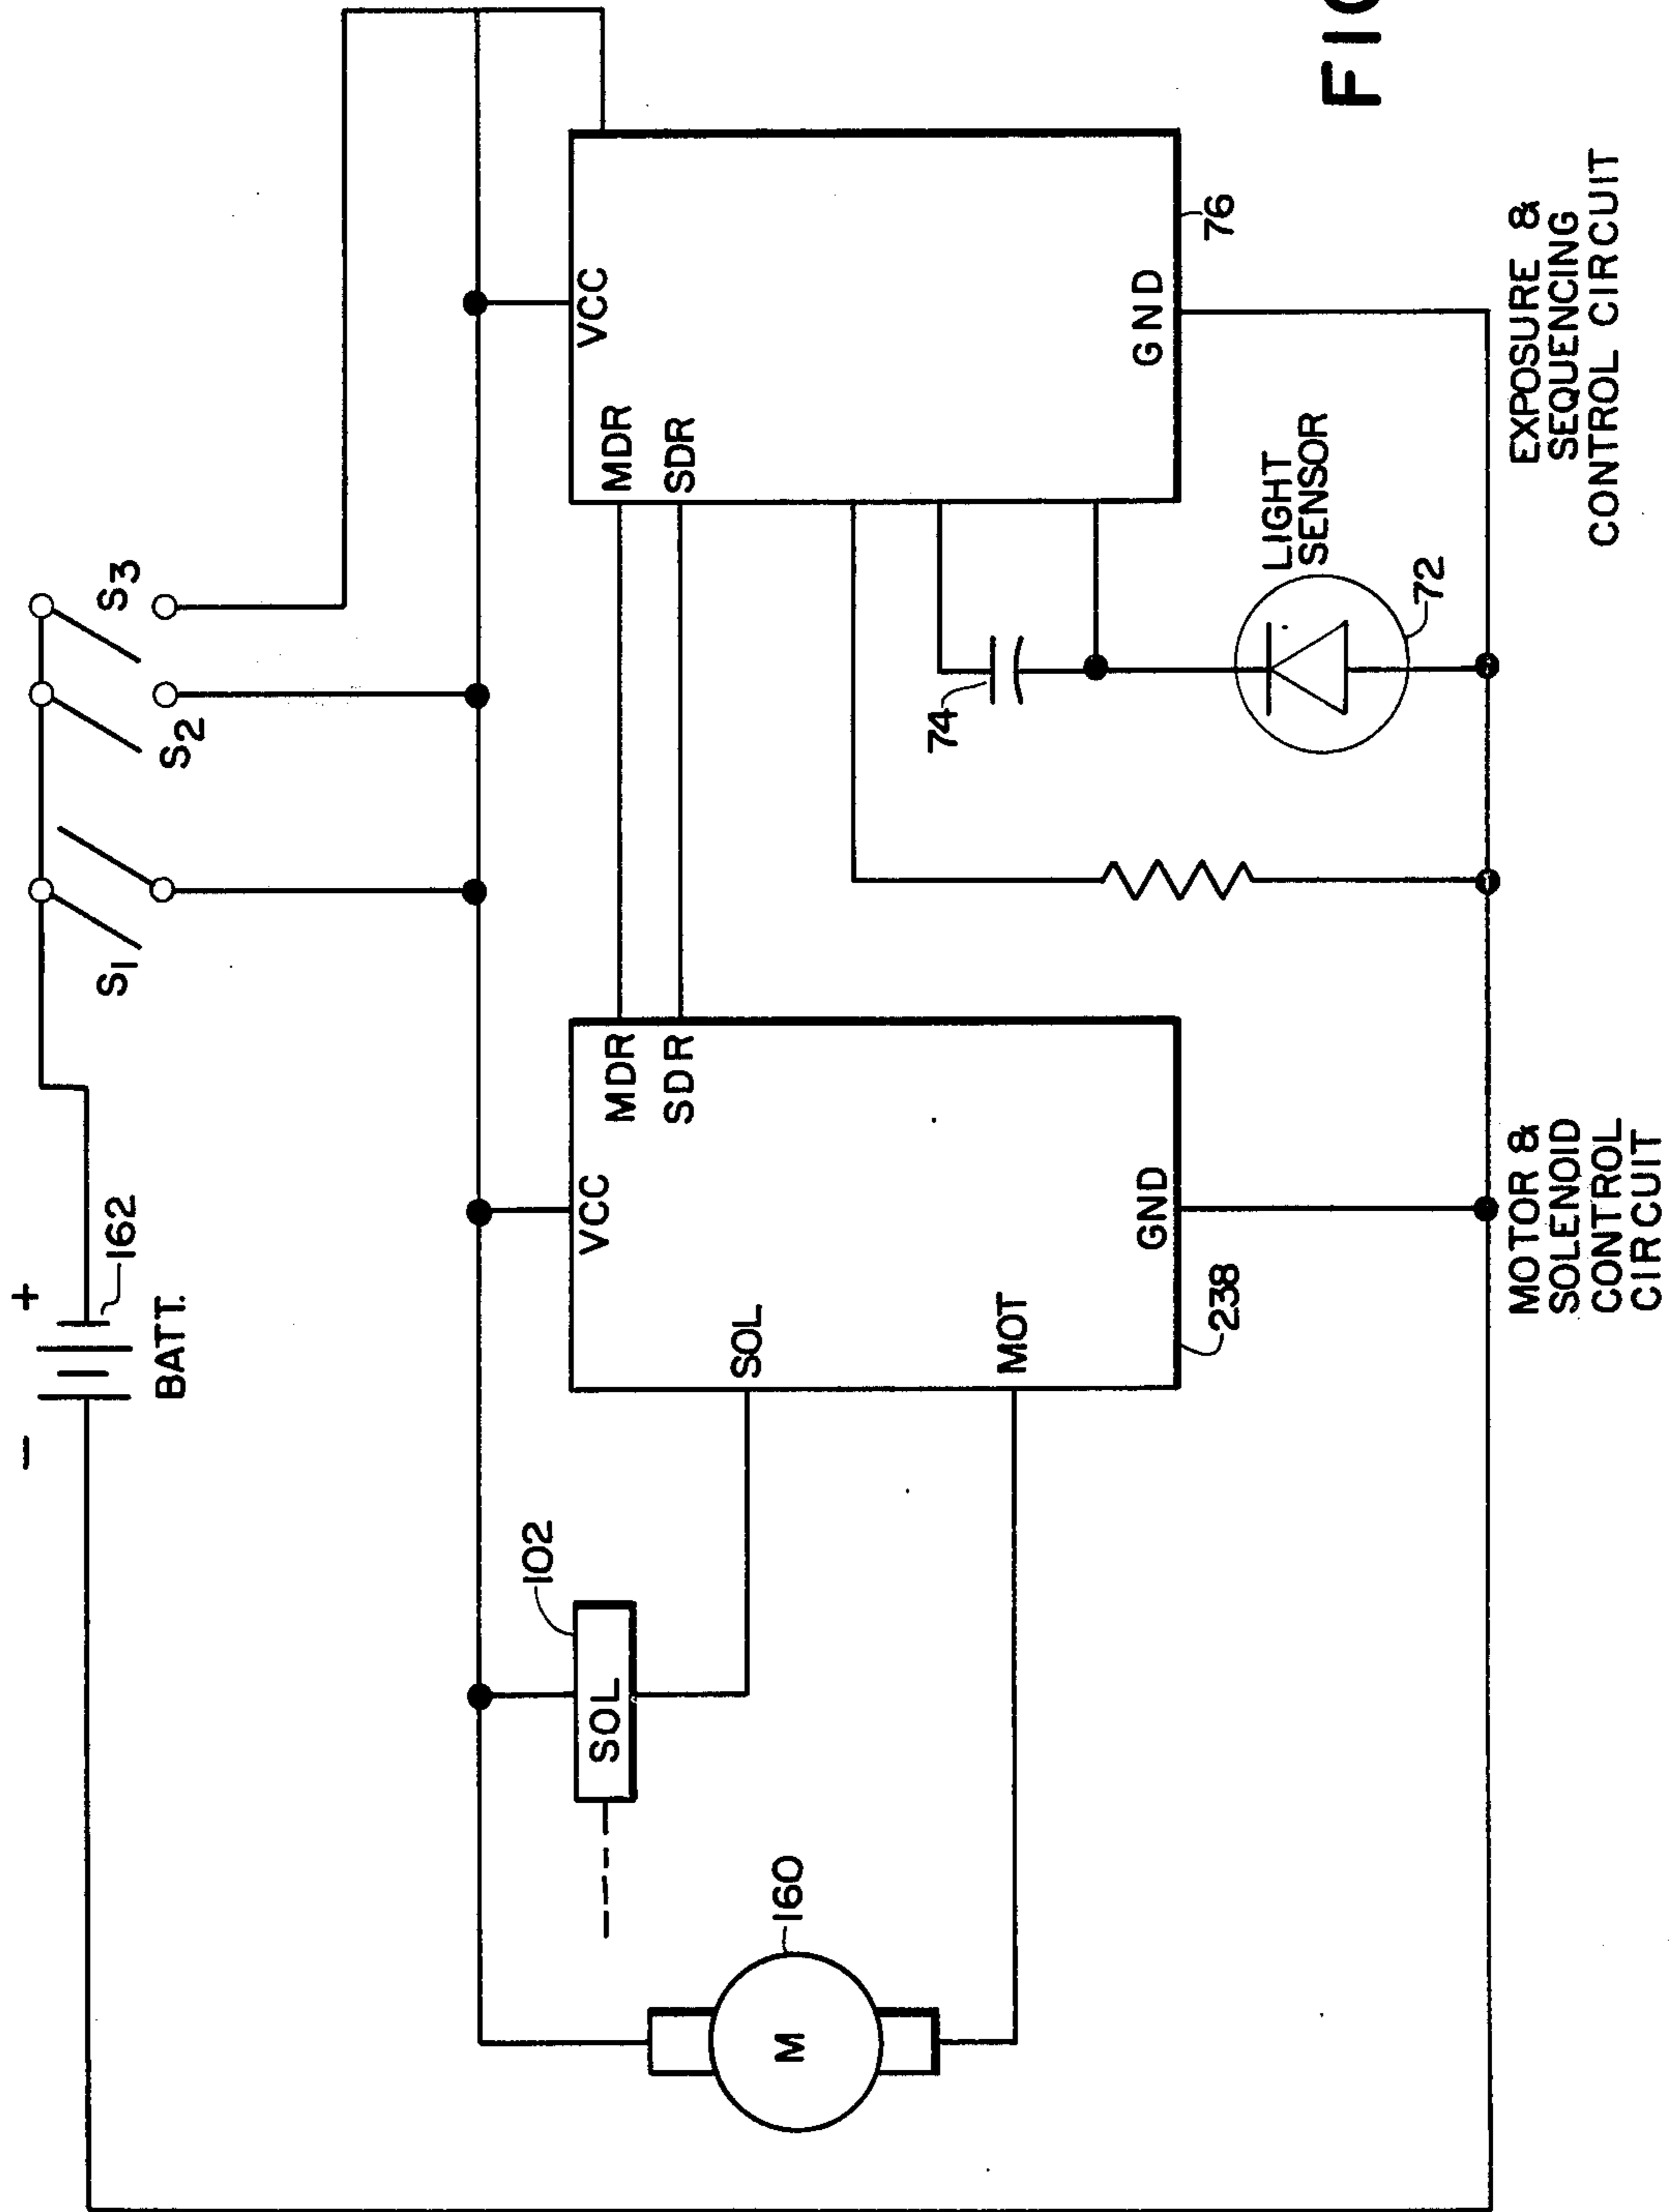 − +
162
BATT.
S1
S2
S3
102
SOL
160
M
VCC
MDR
SDR
SOL
MOT
GND
238
MOTOR &
SOLENOID
CONTROL
CIRCUIT
VCC
MDR
SDR
GND
76
74
LIGHT
SENSOR
72
EXPOSURE &
SEQUENCING
CONTROL CIRCUIT